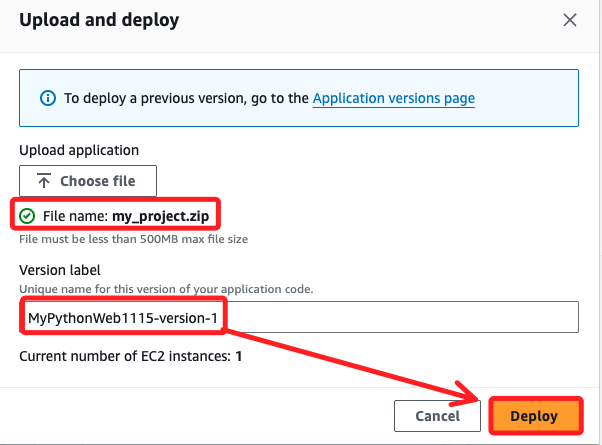 Upload and deploy
To deploy a previous version, go to the Application versions page
Upload application
Choose file
File name: my_project.zip
File must be less than 500MB max file size
Version label
Unique name for this version of your application code.
MyPythonWeb1115-version-1
Current number of EC2 instances: 1
Cancel Deploy